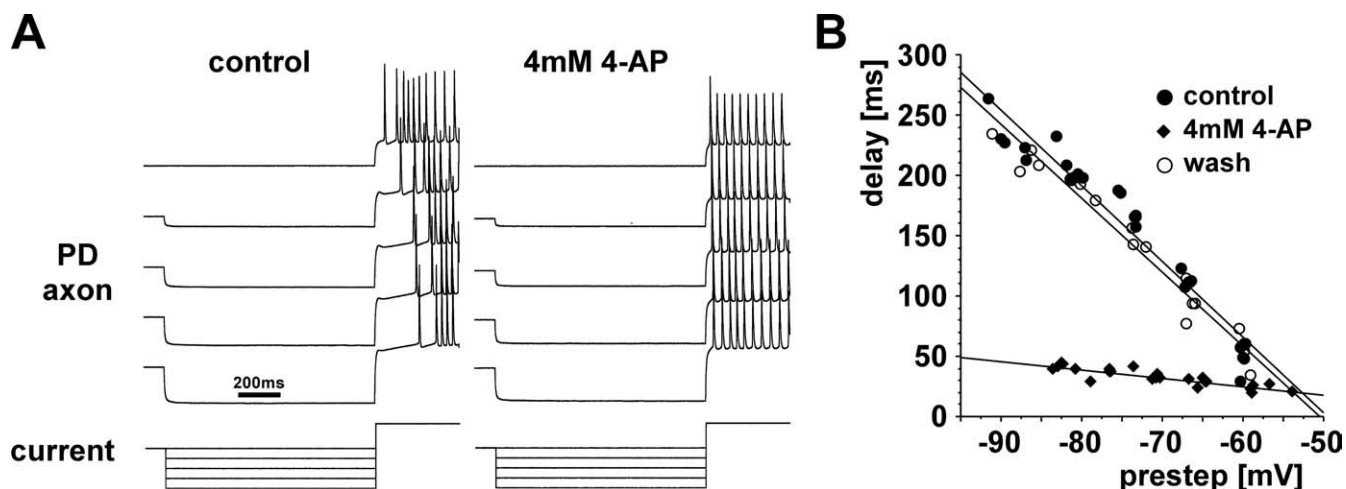 A
control
4mM 4-AP
PD
axon
200ms
current
B
300
250
200
150
100
50
0
delay [ms]
control
4mM 4-AP
wash
-90 -80 -70 -60 -50
prestep [mV]